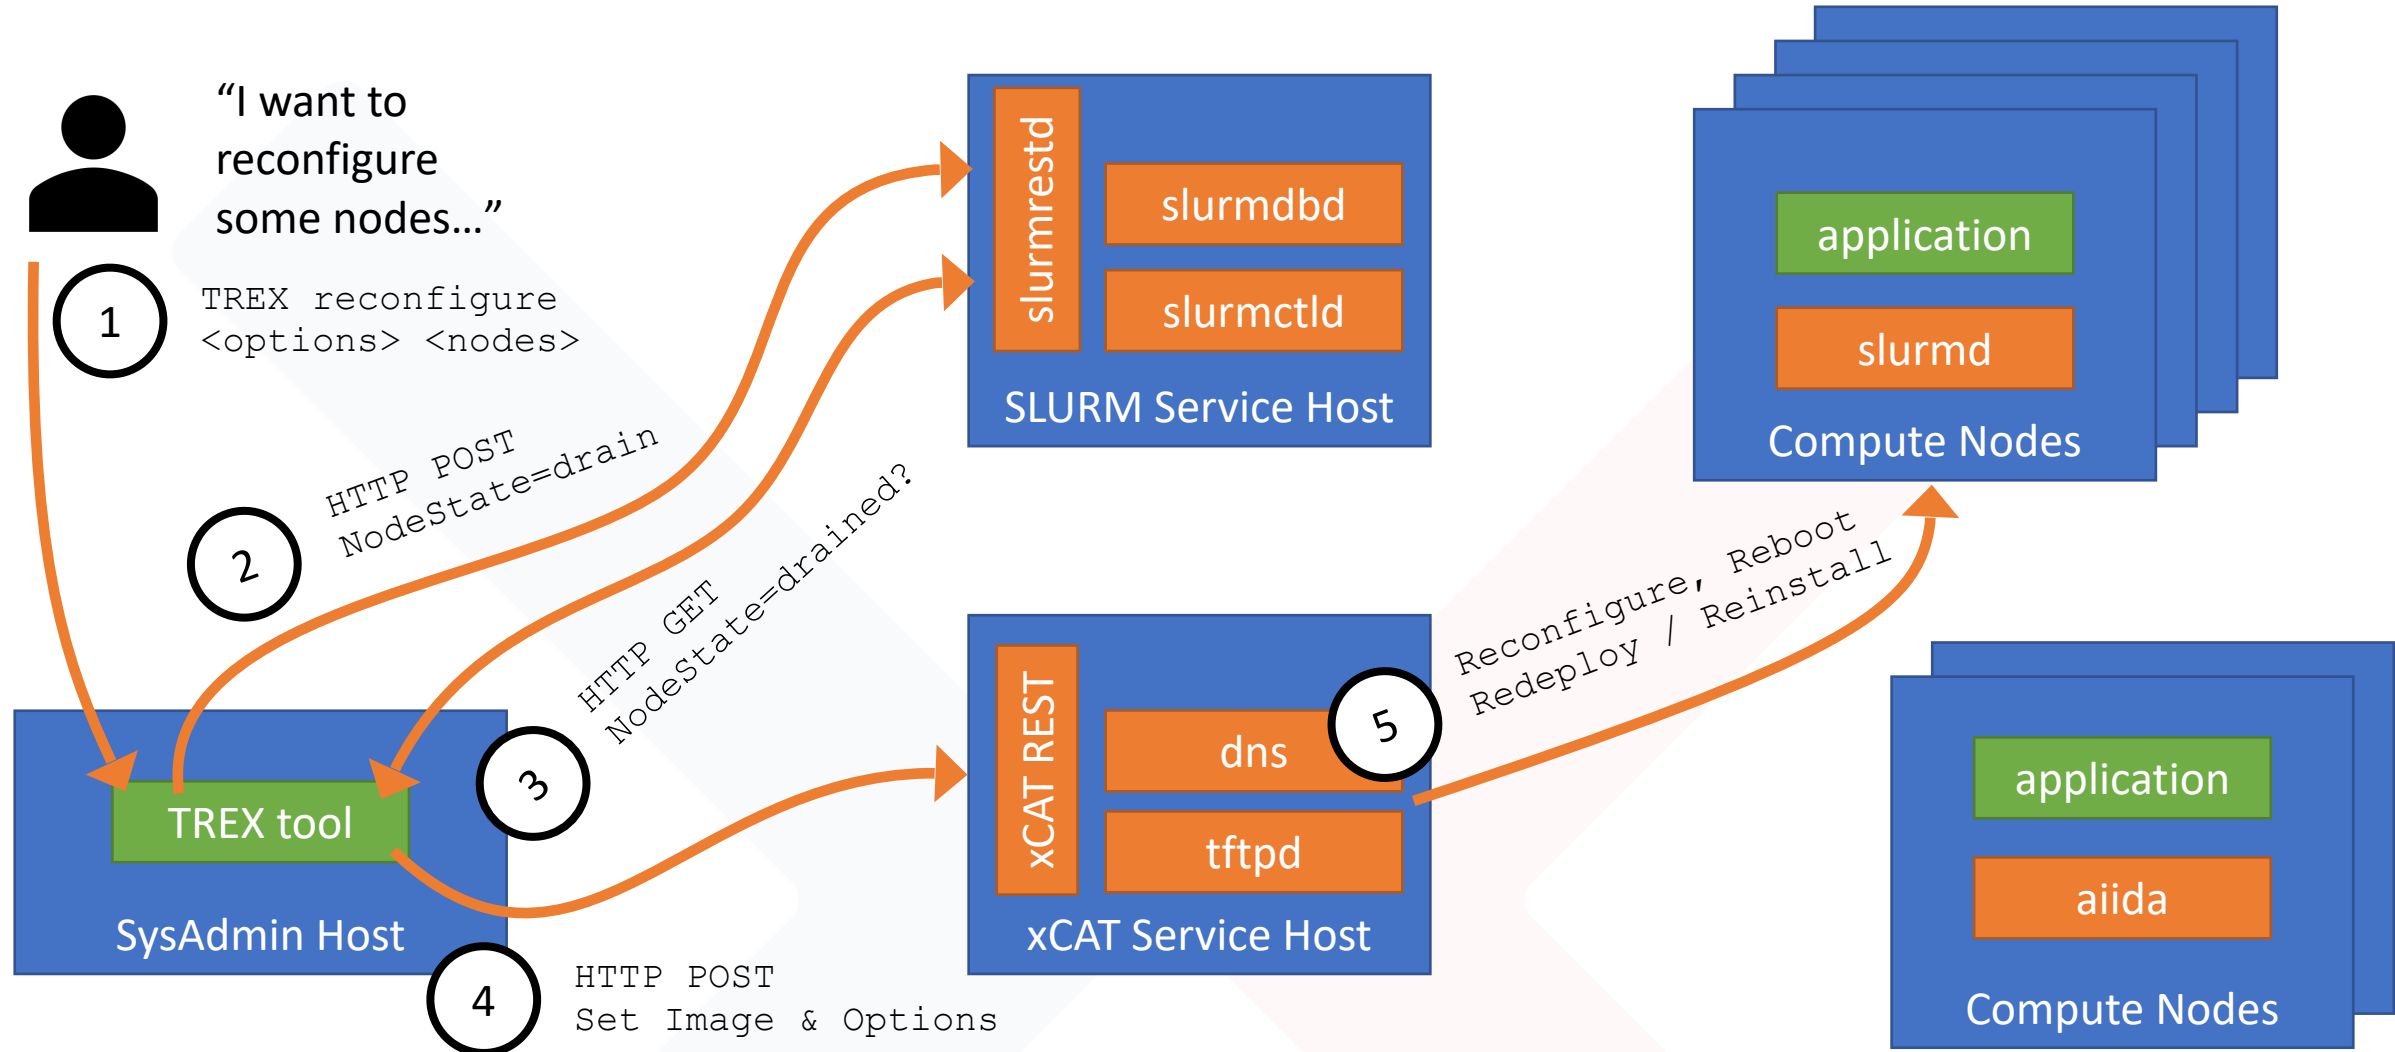 “I want to
reconfigure
some nodes…”
1
TREX reconfigure
<options> <nodes>
2
HTTP POST
NodeState=drain
3
HTTP GET
NodeState=drained?
TREX tool
SysAdmin Host
4
HTTP POST
Set Image & Options
slurmrestd
slurmdbd
slurmctld
SLURM Service Host
xCAT REST
dns
tftpd
xCAT Service Host
5
Reconfigure, Reboot
Redeploy / Reinstall
application
slurmd
Compute Nodes
application
aiida
Compute Nodes